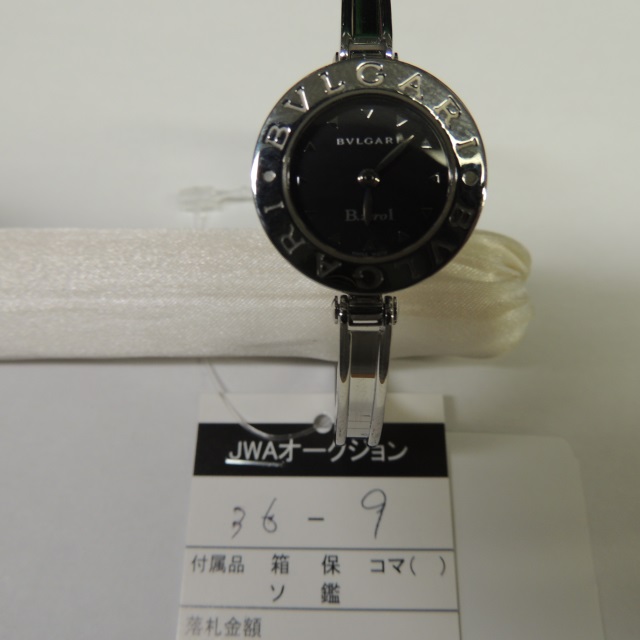 BVLGARI • BVLGARI •
BVLGARI
B.zero1
JWAオークション
36-9
付属品 箱 保 コマ( )
ソ 鑑
落札金額